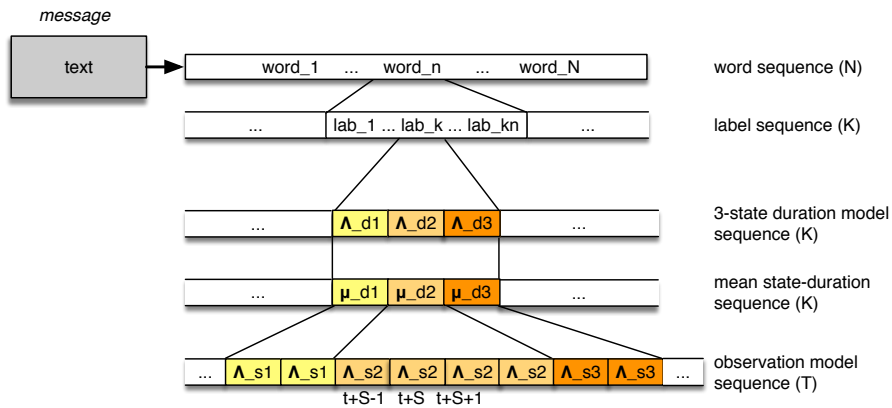 message
text
word_1 ... word_n ... word_N
word sequence (N)
... lab_1 ... lab_k ... lab_kn ...
label sequence (K)
... Λ_d1 Λ_d2 Λ_d3 ...
3-state duration model
sequence (K)
... μ_d1 μ_d2 μ_d3 ...
mean state-duration
sequence (K)
... Λ_s1 Λ_s1 Λ_s2 Λ_s2 Λ_s2 Λ_s2 Λ_s3 Λ_s3 ...
observation model
sequence (T)
t+S-1 t+S t+S+1